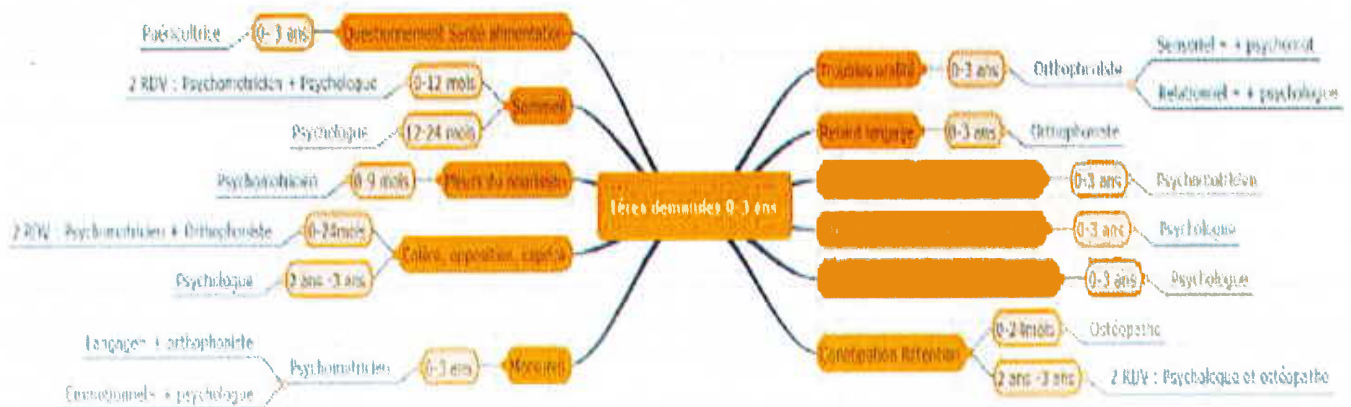 1ères demandes 0-3 ans
Questionnement Santé alimentation
0-3 ans
Puéricultrice
Sommeil
0-12 mois
2 RDV : Psychomotricien + Psychologue
12-24 mois
Psychologue
Pleurs du nourrisson
0-9 mois
Psychomotricien
Colère, opposition, caprice
0-24mois
2 RDV : Psychomotricien + Orthophoniste
2 ans -3 ans
Psychologue
Morsures
0-3 ans
Psychomotricien
Langage= + orthophoniste
Emotionnel= + psychologue
Troubles oralité
0-3 ans
Orthophoniste
Sensoriel = + psychomot
Relationnel = + psychologue
Retard langage
0-3 ans
Orthophoniste
0-3 ans
Psychomotricien
0-3 ans
Psychologue
0-3 ans
Psychologue
Constipation Rétention
0-24mois
Ostéopathe
2 ans -3 ans
2 RDV : Psychologue et ostéopathe